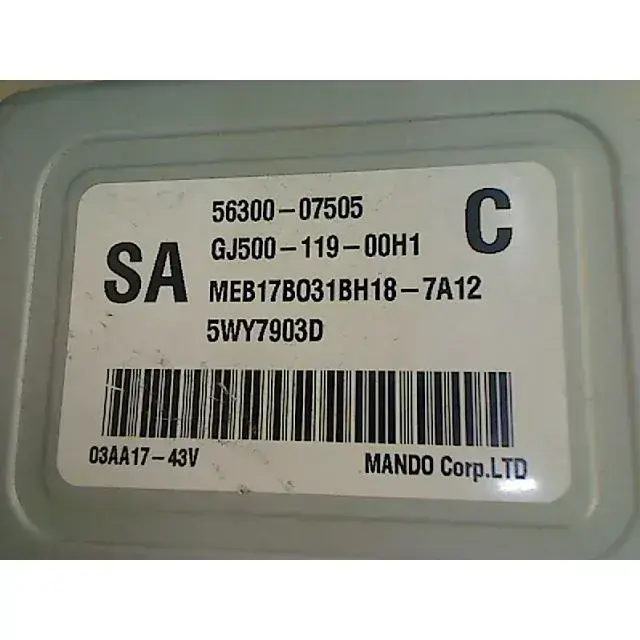 56300-07505
C
SA
GJ500-119-00H1
MEB17B031BH18-7A12
5WY7903D
03AA17-43V
MANDO Corp.LTD